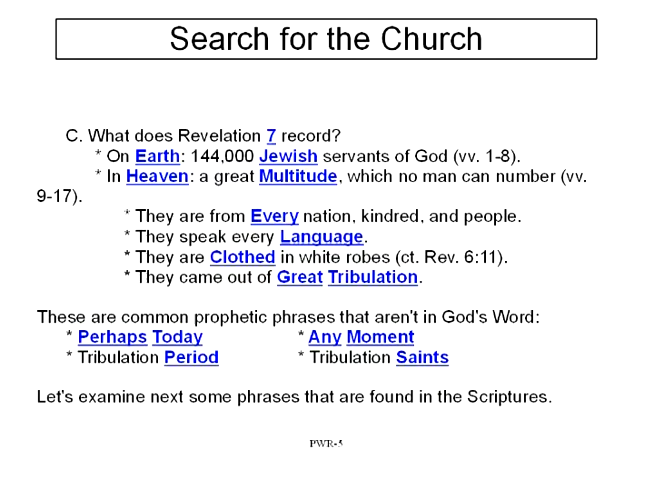 Search for the Church
C. What does Revelation 7 record?
* On Earth: 144,000 Jewish servants of God (vv. 1-8).
* In Heaven: a great Multitude, which no man can number (vv.
9-17).
* They are from Every nation, kindred, and people.
* They speak every Language.
* They are Clothed in white robes (ct. Rev. 6:11).
* They came out of Great Tribulation.
These are common prophetic phrases that aren't in God's Word:
* Perhaps Today * Any Moment
* Tribulation Period * Tribulation Saints
Let's examine next some phrases that are found in the Scriptures.
PWR-5